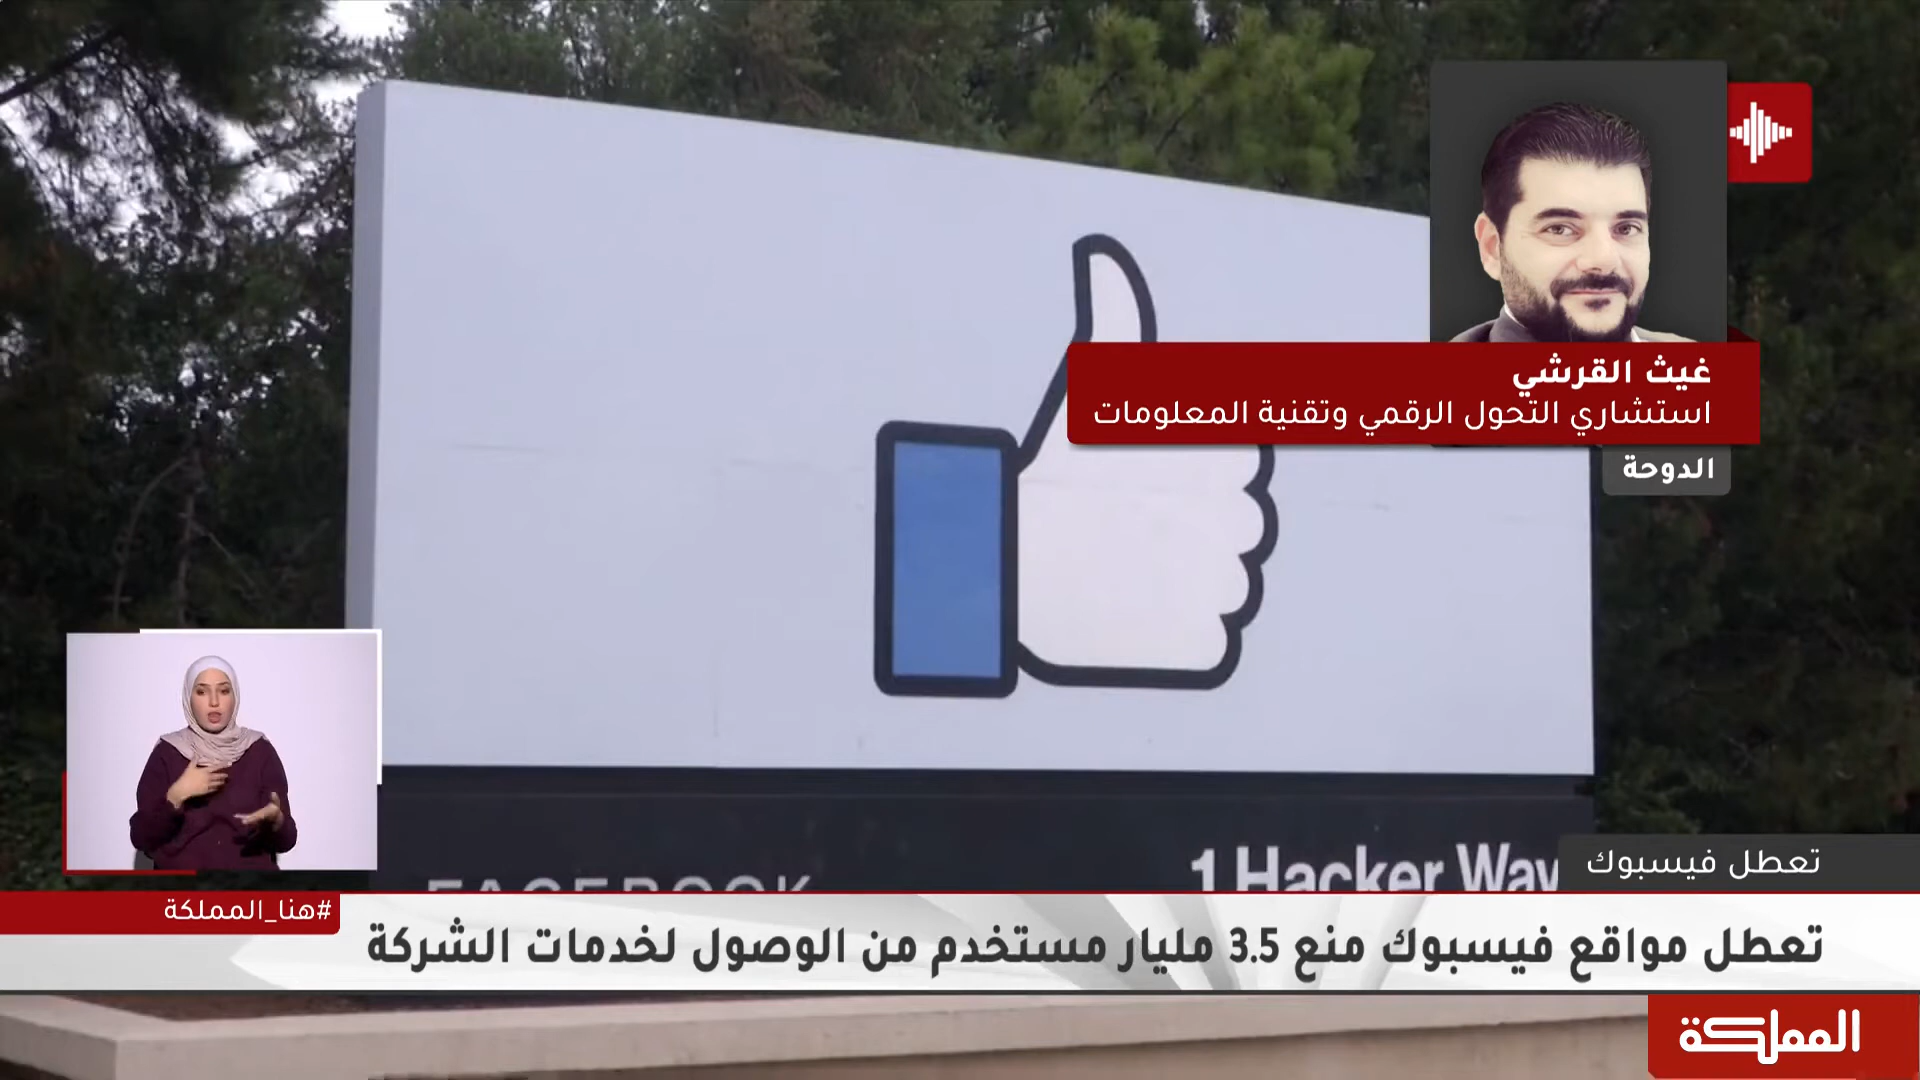 غيث القرشي
استشاري التحول الرقمي وتقنية المعلومات
الدوحة
FACEBOOK
1 Hacker Way
تعطل فيسبوك
#هنا_المملكة
تعطل مواقع فيسبوك منع 3.5 مليار مستخدم من الوصول لخدمات الشركة
المملكة